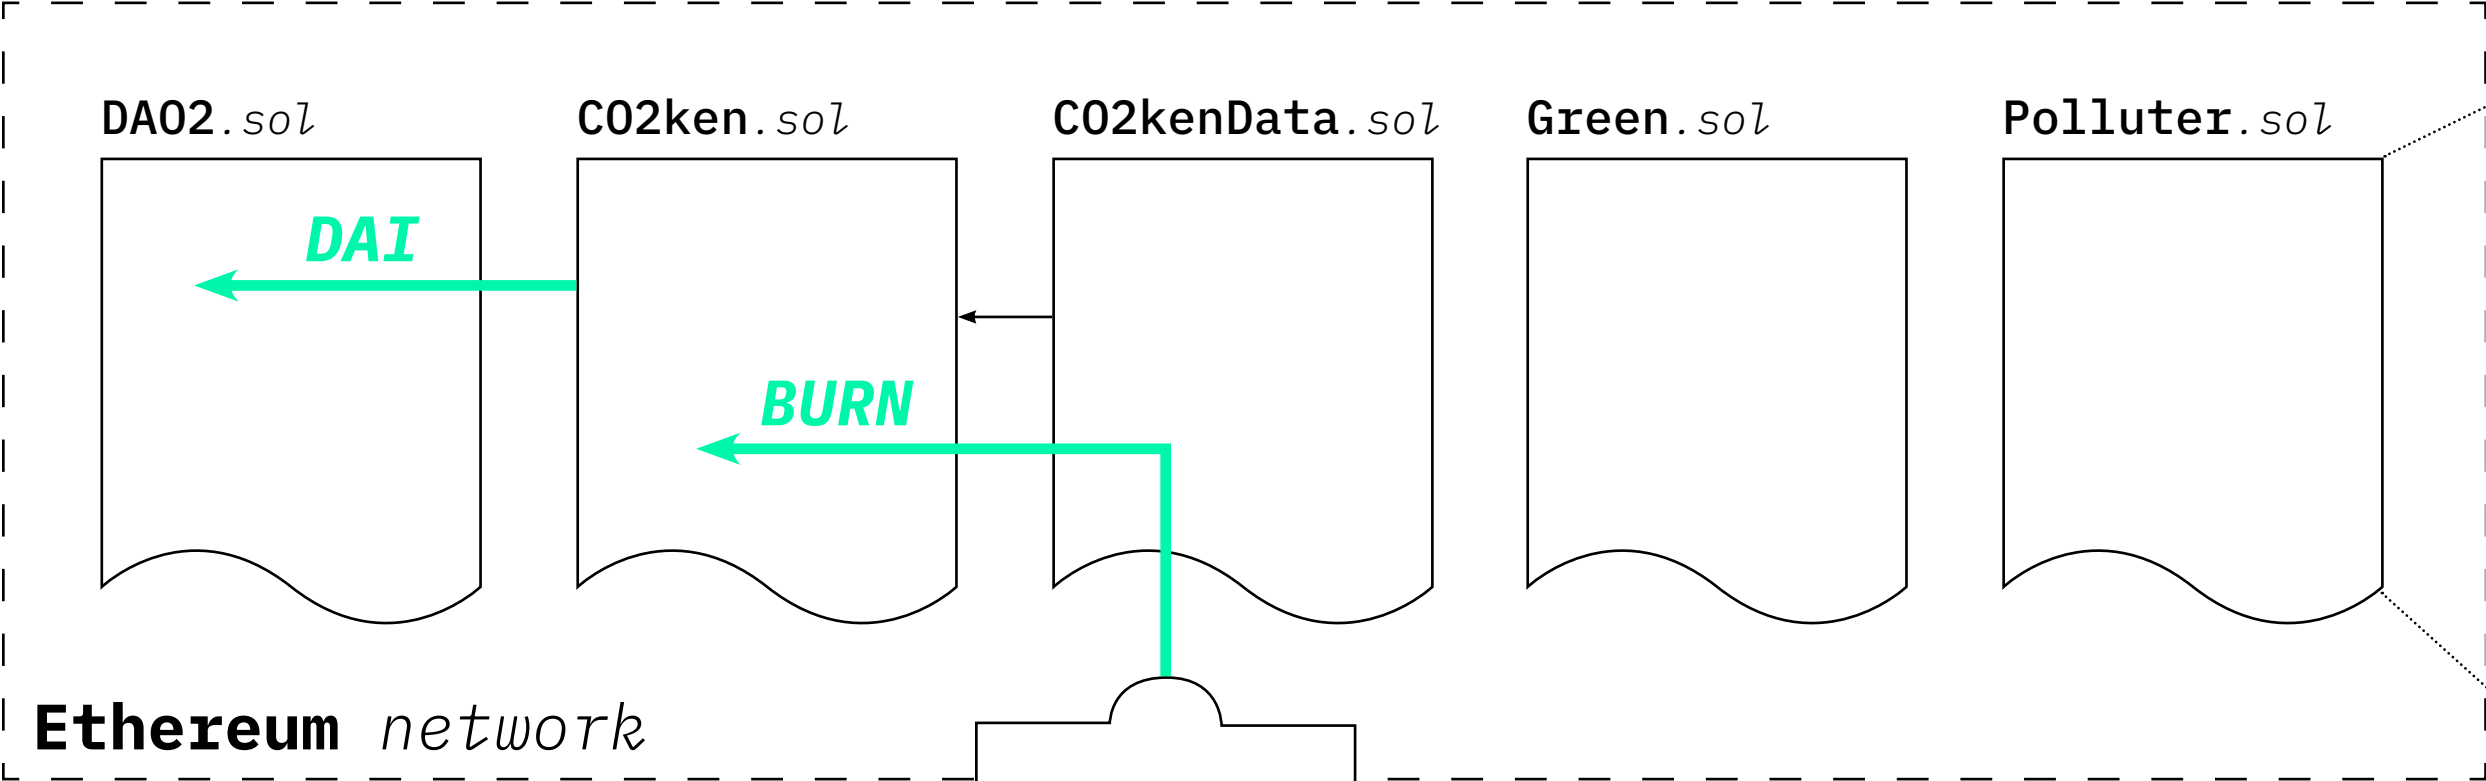 DAO2.sol CO2ken.sol CO2kenData.sol Green.sol Polluter.sol
DAI
BURN
Ethereum network